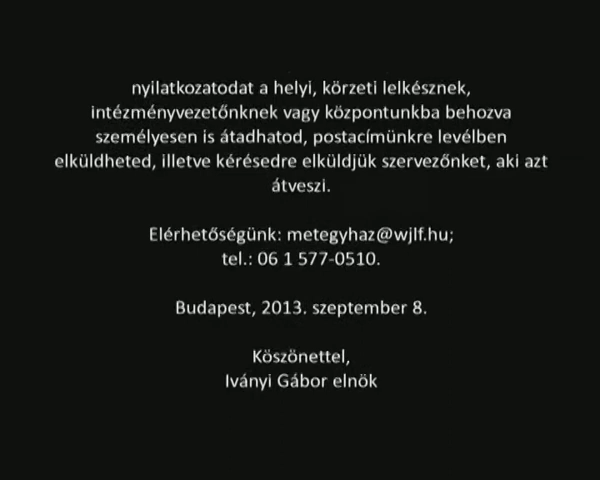 nyilatkozatodat a helyi, körzeti lelkésznek,
intézményvezetőnknek vagy központunkba behozva
személyesen is átadhatod, postacímünkre levélben
elküldheted, illetve kérésedre elküldjük szervezőnket, aki azt
átveszi.
Elérhetőségünk: metegyhaz@wjlf.hu;
tel.: 06 1 577-0510.
Budapest, 2013. szeptember 8.
Köszönettel,
Iványi Gábor elnök